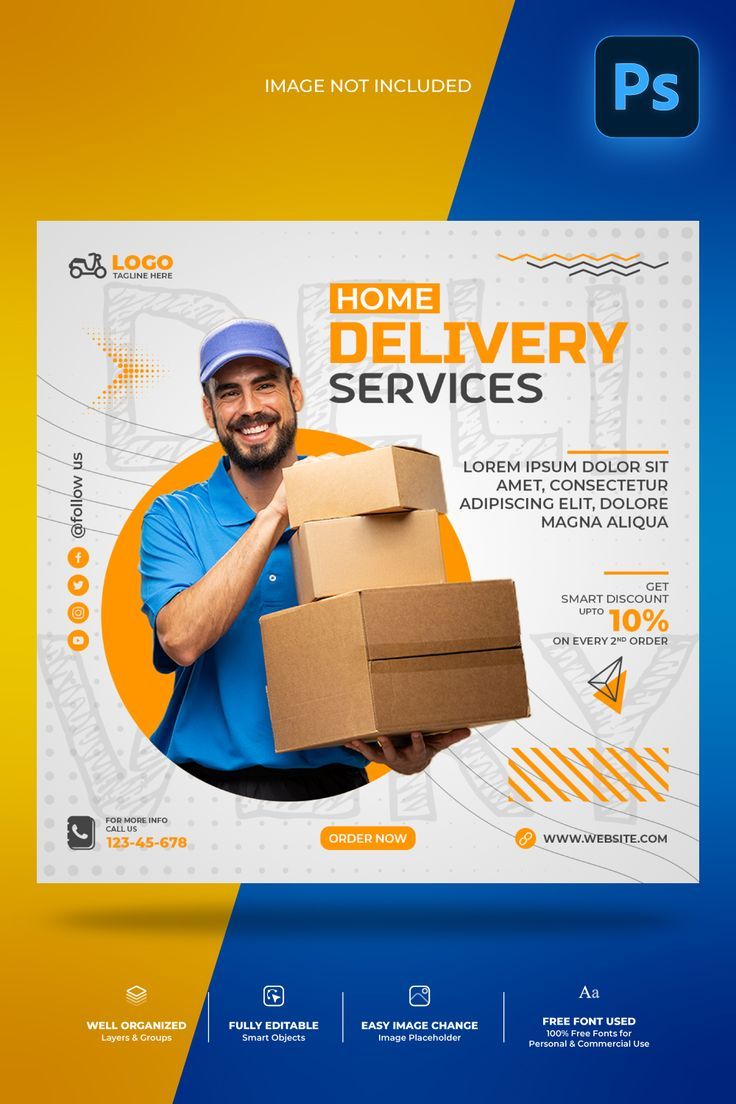 IMAGE NOT INCLUDED
Ps
LOGO
TAGLINE HERE
HOME
DELIVERY
SERVICES
DELI
VERY
@follow us
LOREM IPSUM DOLOR SIT
AMET, CONSECTETUR
ADIPISCING ELIT, DOLORE
MAGNA ALIQUA
GET
SMART DISCOUNT
UPTO 10%
ON EVERY 2ND ORDER
FOR MORE INFO
CALL US
123-45-678
ORDER NOW
WWW.WEBSITE.COM
WELL ORGANIZED
Layers & Groups
FULLY EDITABLE
Smart Objects
EASY IMAGE CHANGE
Image Placeholder
Aa
FREE FONT USED
100% Free Fonts for
Personal & Commercial Use